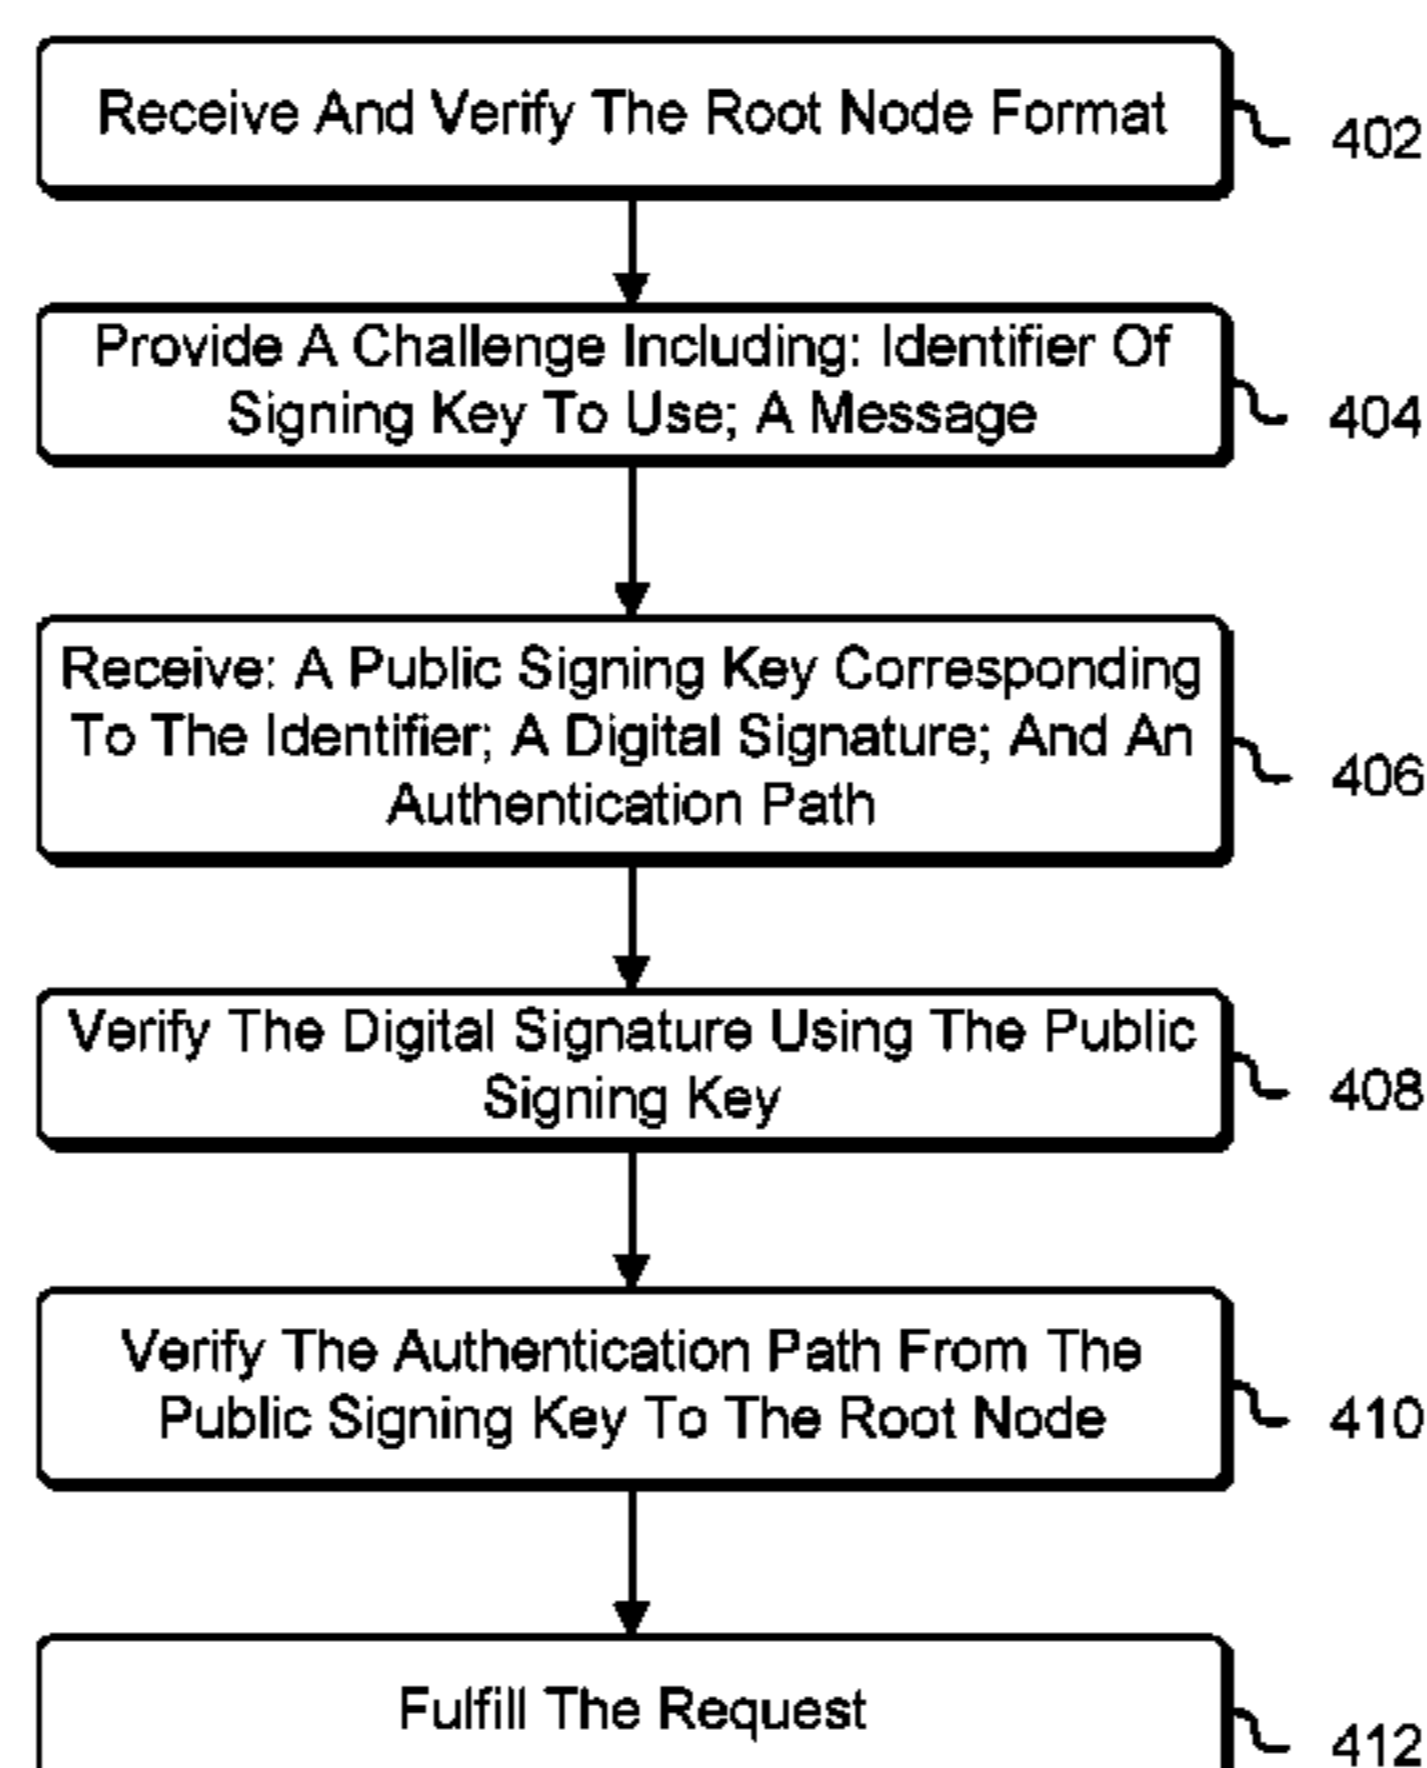 Receive And Verify The Root Node Format
402
Provide A Challenge Including: Identifier Of
Signing Key To Use; A Message
404
Receive: A Public Signing Key Corresponding
To The Identifier; A Digital Signature; And An
Authentication Path
406
Verify The Digital Signature Using The Public
Signing Key
408
Verify The Authentication Path From The
Public Signing Key To The Root Node
410
Fulfill The Request
412